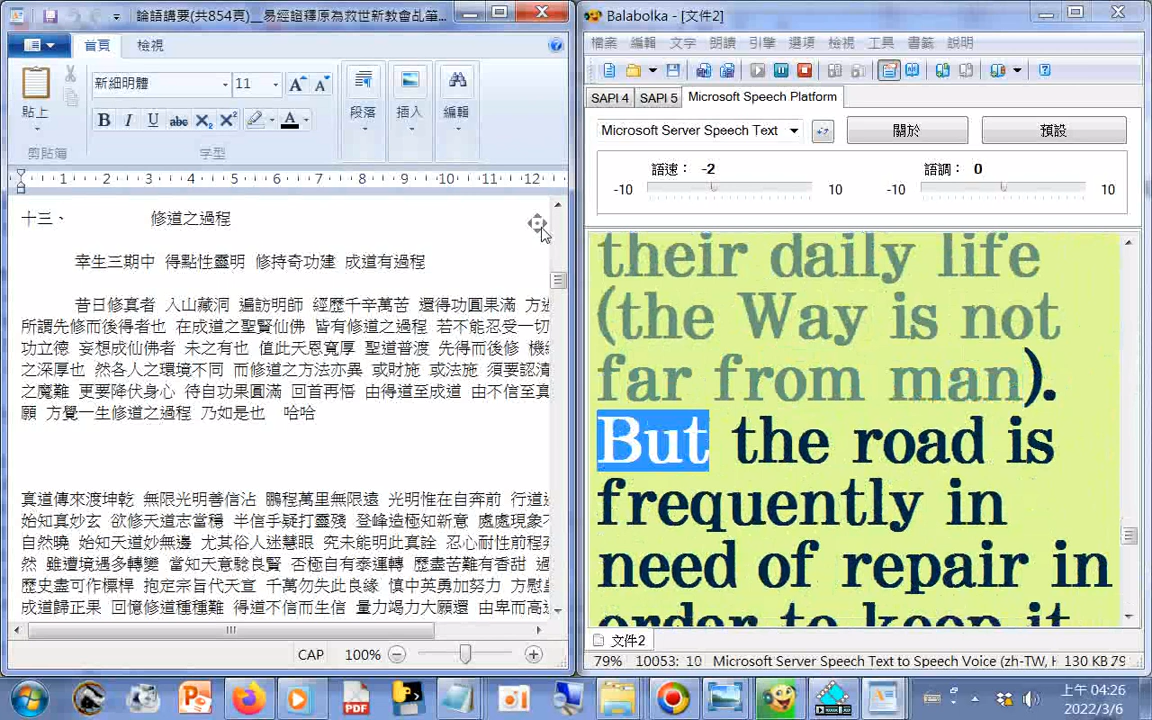 論語講要(共854頁)__易經證釋原為救世新教會乩筆...
首頁
檢視
貼上
剪貼簿
新細明體
11
B I U abc X₂ X²
字型
段落
插入
編輯
1 2 3 4 5 6 7 8 9 10 11 12
十三、 修道之過程
幸生三期中 得點性靈明 修持奇功建 成道有過程
昔日修真者 入山藏洞 遍訪明師 經歷千辛萬苦 還得功圓果滿 方
所謂先修而後得者也 在成道之聖賢仙佛 皆有修道之過程 若不能忍受一切
功立德 妄想成仙佛者 未之有也 值此天恩寬厚 聖道普渡 先得而後修 機
之深厚也 然各人之環境不同 而修道之方法亦異 或財施 或法施 須要認清
之魔難 更要降伏身心 待自功果圓滿 回首再悟 由得道至成道 由不信至真
願 方覺一生修道之過程 乃如是也 哈哈
真道傳來渡坤乾 無限光明善信沾 鵬程萬里無限遠 光明惟在自奔前 行道
始知真妙玄 欲修天道志當穩 半信乎疑打靈殘 登峰造極知新意 處處現象
自然曉 始知天道妙無邊 尤其俗人迷慧眼 究未能明此真詮 忍心耐性前程
然 雖遭境遇多轉變 當知天意驗良賢 否極自有泰運轉 歷盡苦難有香甜 過
歷史盡可作標桿 抱定宗旨代天宣 千萬勿失此良緣 慎中英勇加努力 方慰
成道歸正果 回憶修道種種難 得道不信而生信 量力竭力大願還 由卑而高
CAP 100%
Balabolka - [文件2]
檔案 編輯 文字 朗讀 引擎 選項 檢視 工具 書籤 說明
SAPI 4 SAPI 5 Microsoft Speech Platform
Microsoft Server Speech Text
關於
預設
語速: -2
語調: 0
-10 10 -10 10
their daily life
(the Way is not
far from man).
But the road is
frequently in
need of repair in
order to keep it
文件2
79% 10053: 10 Microsoft Server Speech Text to Speech Voice (zh-TW, H 130 KB
上午 04:26
2022/3/6